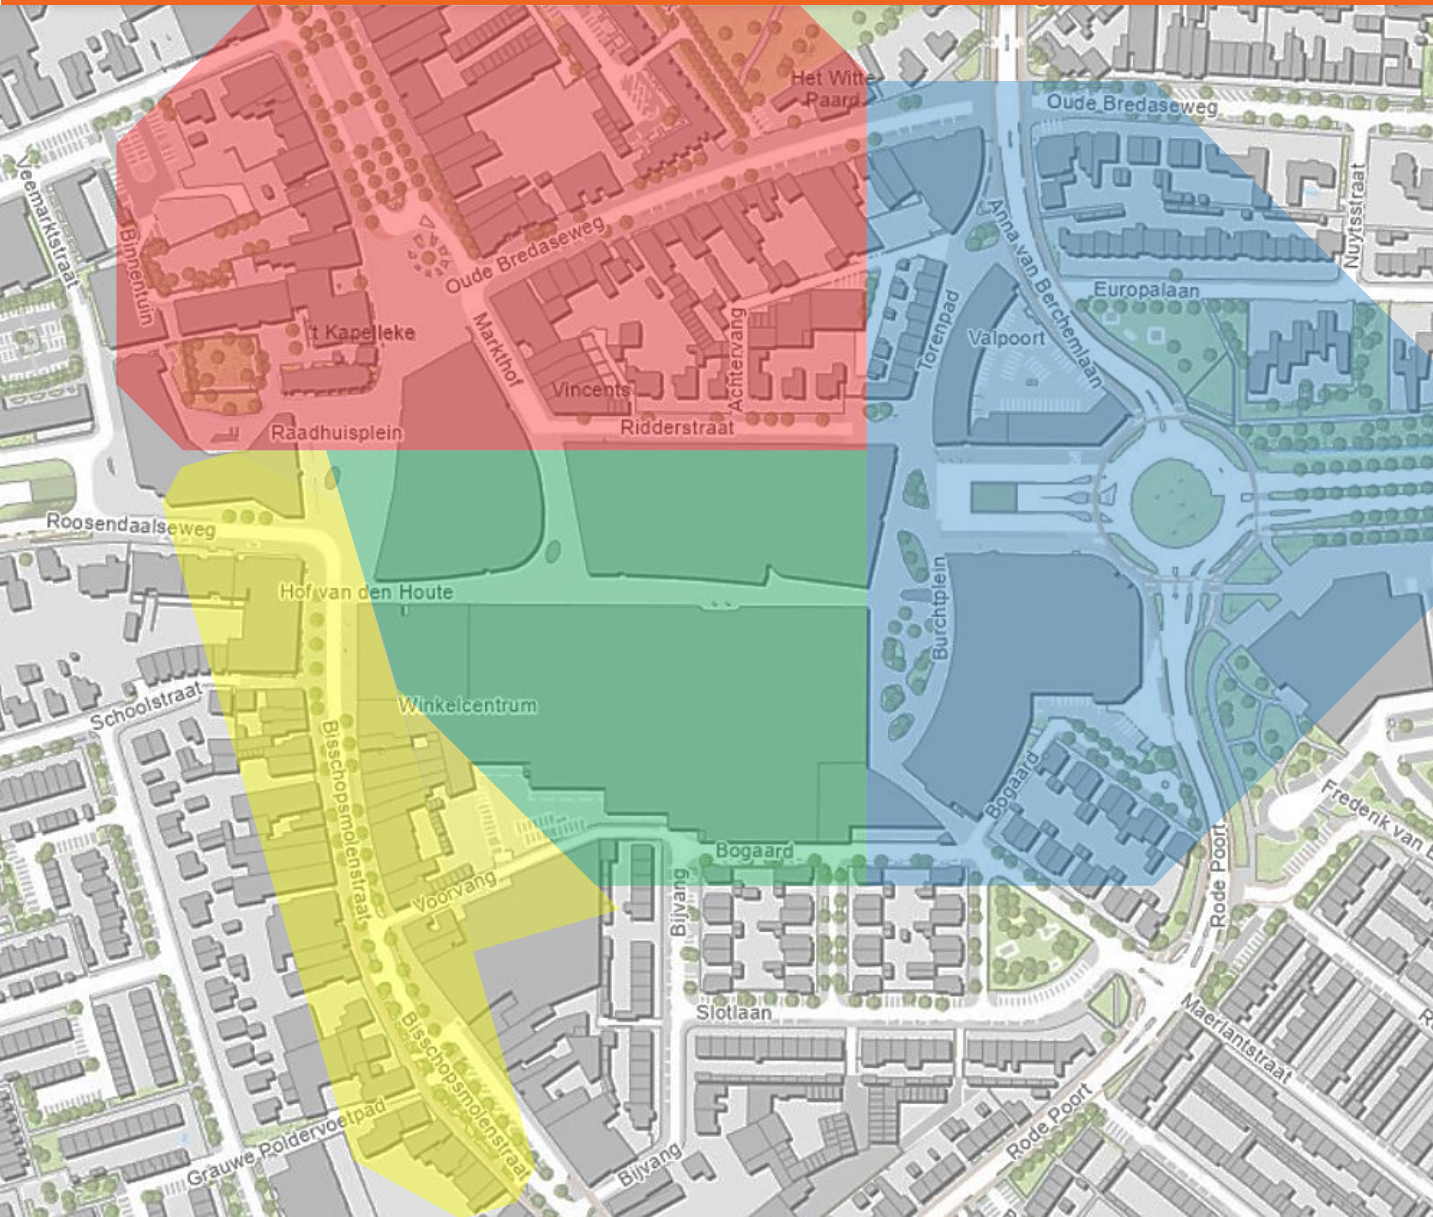 Het Witte
Paard
Oude Bredaseweg
Veemarktstraat
Binnentuin
Oude Bredaseweg
Anna van Berchemlaan
Nuytsstraat
Europalaan
't Kapelleke
Markthof
Achtervang
Torenpad
Valpoort
Vincents
Raadhuisplein
Ridderstraat
Roosendaalseweg
Hof van den Houte
Burchtplein
Schoolstraat
Winkelcentrum
Bisschopsmolenstraat
Bogaard
Frederik van
Bogaard
Voorvang
Bijvang
Rode Poort
Slotlaan
Maerlantstraat
Bisschopsmolenstraat
Grauwe Poldervoetpad
Rode Poort
Bijvang